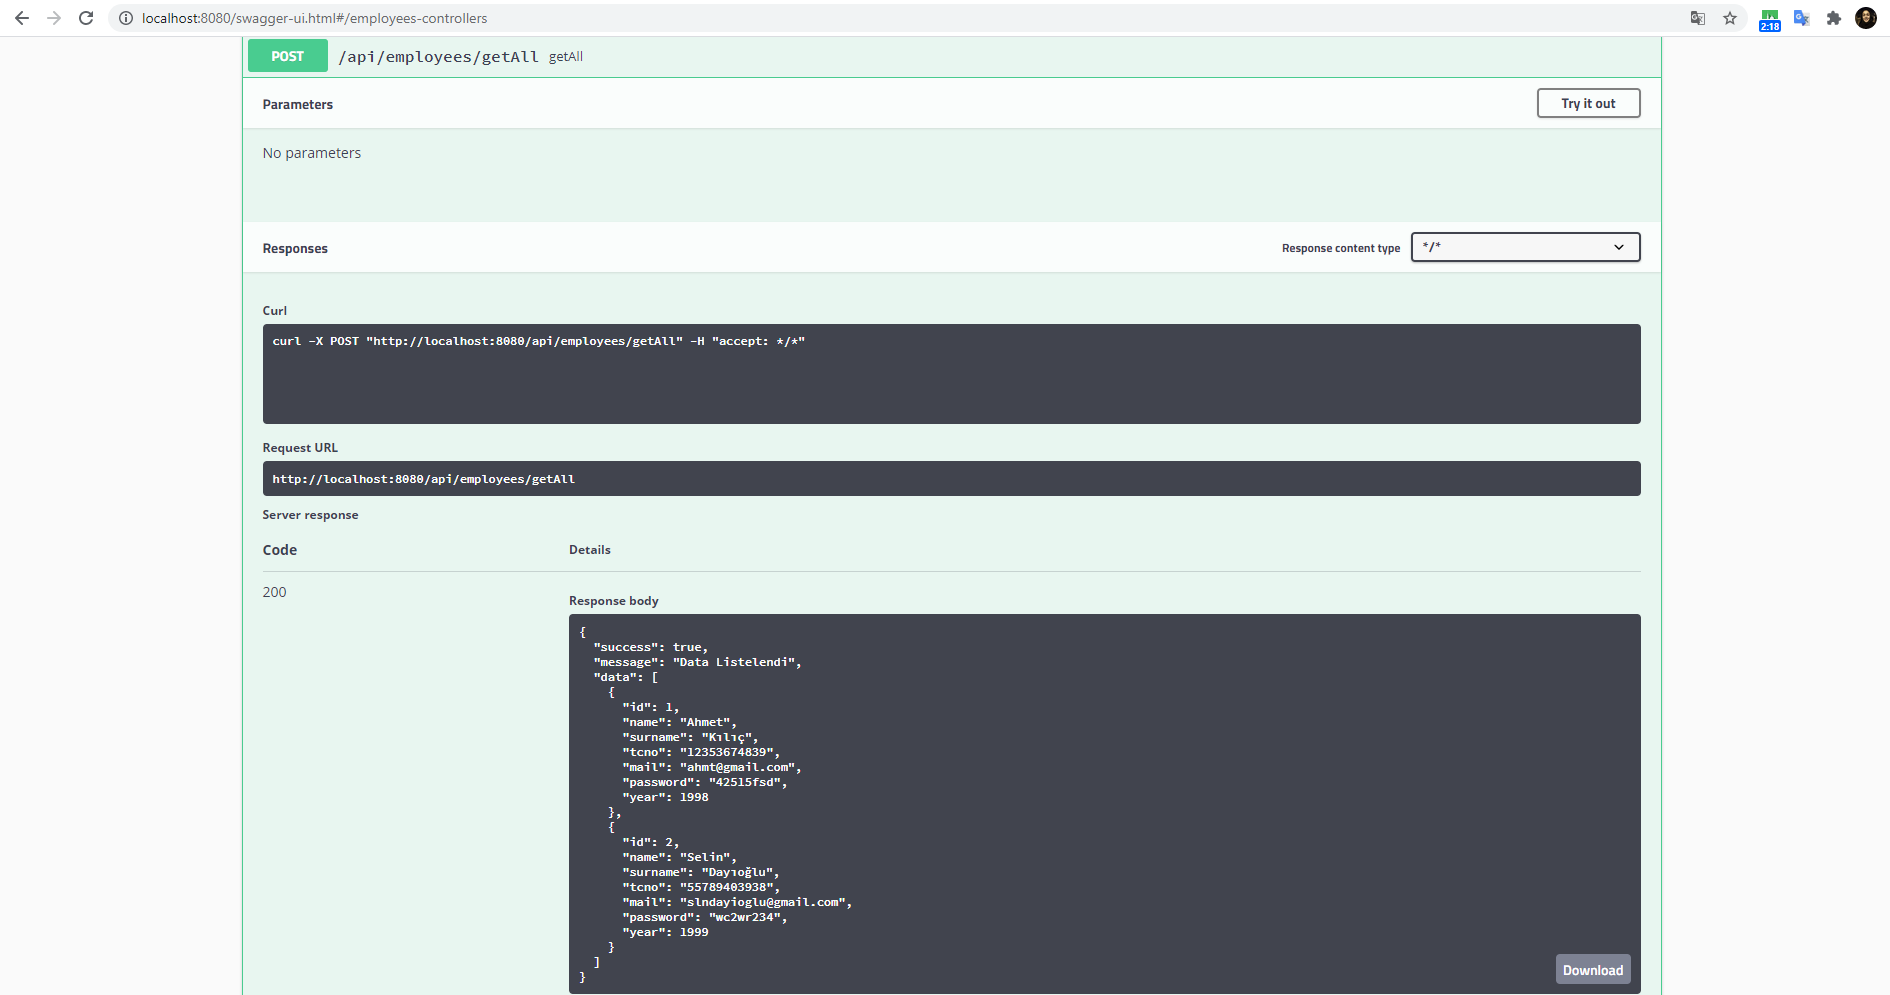 localhost:8080/swagger-ui.html#/employees-controllers
2:18
POST /api/employees/getAll getAll
Parameters
Try it out
No parameters
Responses
Response content type */*
Curl
curl -X POST "http://localhost:8080/api/employees/getAll" -H "accept: */*"
Request URL
http://localhost:8080/api/employees/getAll
Server response
Code Details
200
Response body
{
"success": true,
"message": "Data Listelendi",
"data": [
{
"id": 1,
"name": "Ahmet",
"surname": "Kılıç",
"tcno": "12353674839",
"mail": "ahmt@gmail.com",
"password": "42515fsd",
"year": 1998
},
{
"id": 2,
"name": "Selin",
"surname": "Dayıoğlu",
"tcno": "55789403938",
"mail": "slndayioglu@gmail.com",
"password": "wc2wr234",
"year": 1999
}
]
}
Download